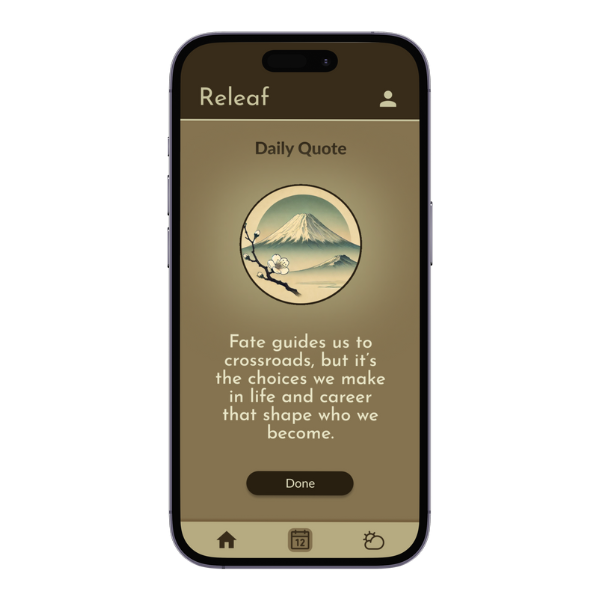 Releaf
Daily Quote
Fate guides us to
crossroads, but it's
the choices we make
in life and career
that shape who we
become.
Done
12